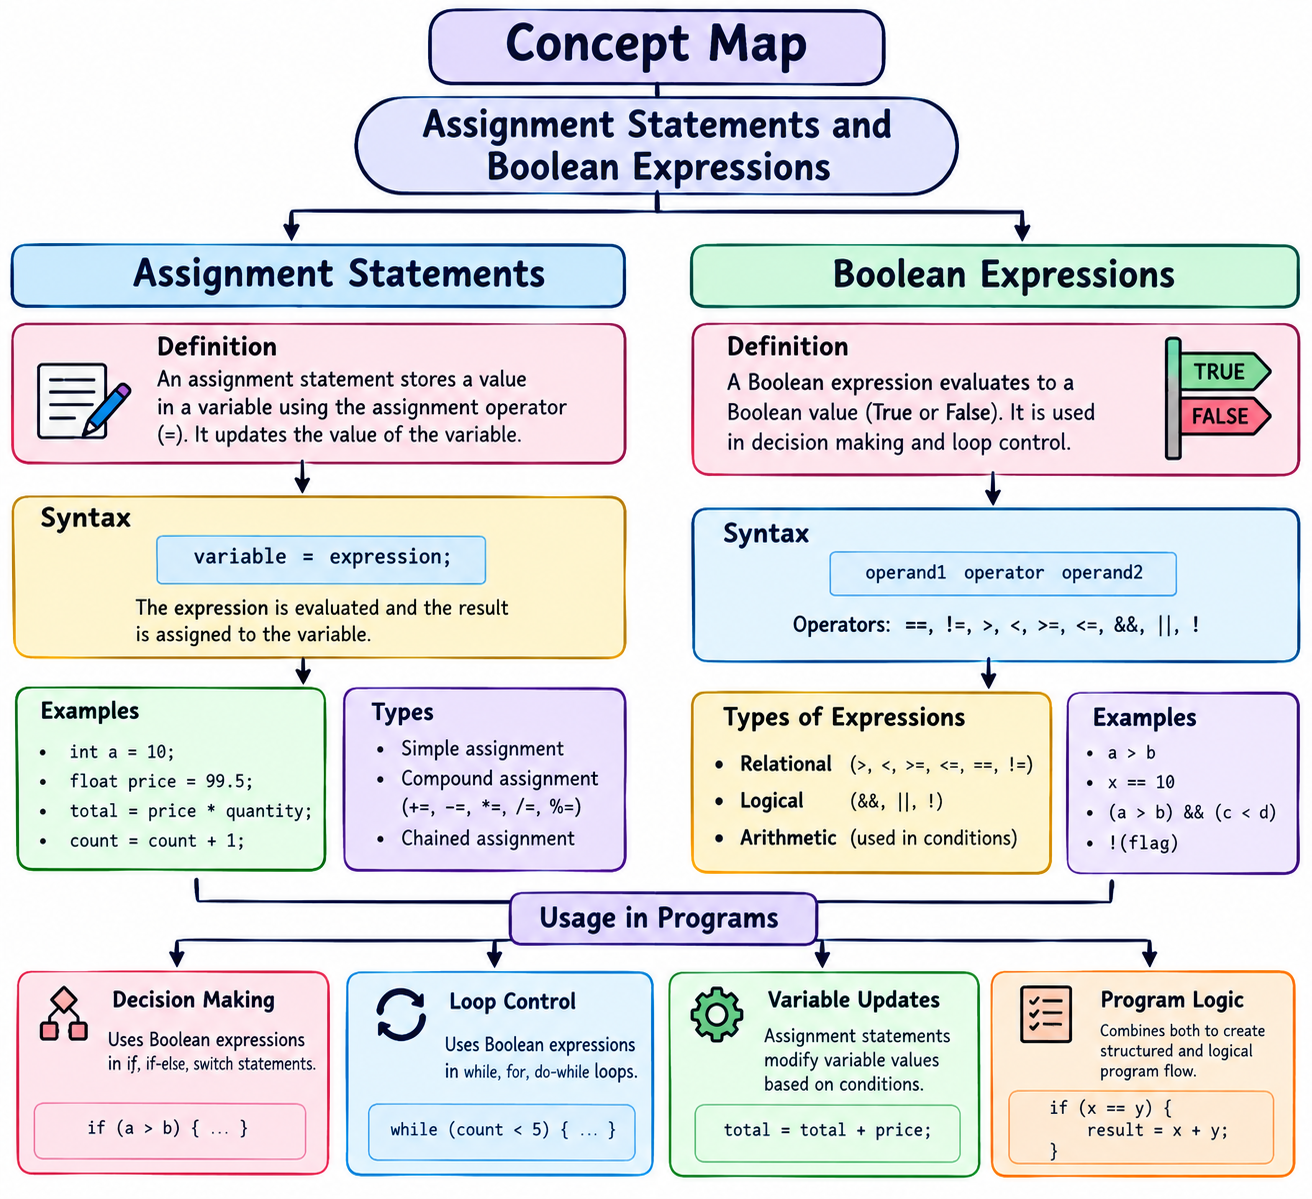 Concept Map
Assignment Statements and
Boolean Expressions
Assignment Statements
Definition
An assignment statement stores a value
in a variable using the assignment operator
(=). It updates the value of the variable.
Syntax
variable = expression;
The expression is evaluated and the result
is assigned to the variable.
Examples
• int a = 10;
• float price = 99.5;
• total = price * quantity;
• count = count + 1;
Types
• Simple assignment
• Compound assignment
(+=, -=, *=, /=, %=)
• Chained assignment
Boolean Expressions
Definition
A Boolean expression evaluates to a
Boolean value (True or False). It is used
in decision making and loop control.
TRUE
FALSE
Syntax
operand1 operator operand2
Operators: ==, !=, >, <, >=, <=, &&, ||, !
Types of Expressions
• Relational (>, <, >=, <=, ==, !=)
• Logical (&&, ||, !)
• Arithmetic (used in conditions)
Examples
• a > b
• x == 10
• (a > b) && (c < d)
• !(flag)
Usage in Programs
Decision Making
Uses Boolean expressions
in if, if-else, switch statements.
if (a > b) { ... }
Loop Control
Uses Boolean expressions
in while, for, do-while loops.
while (count < 5) { ... }
Variable Updates
Assignment statements
modify variable values
based on conditions.
total = total + price;
Program Logic
Combines both to create
structured and logical
program flow.
if (x == y) {
result = x + y;
}